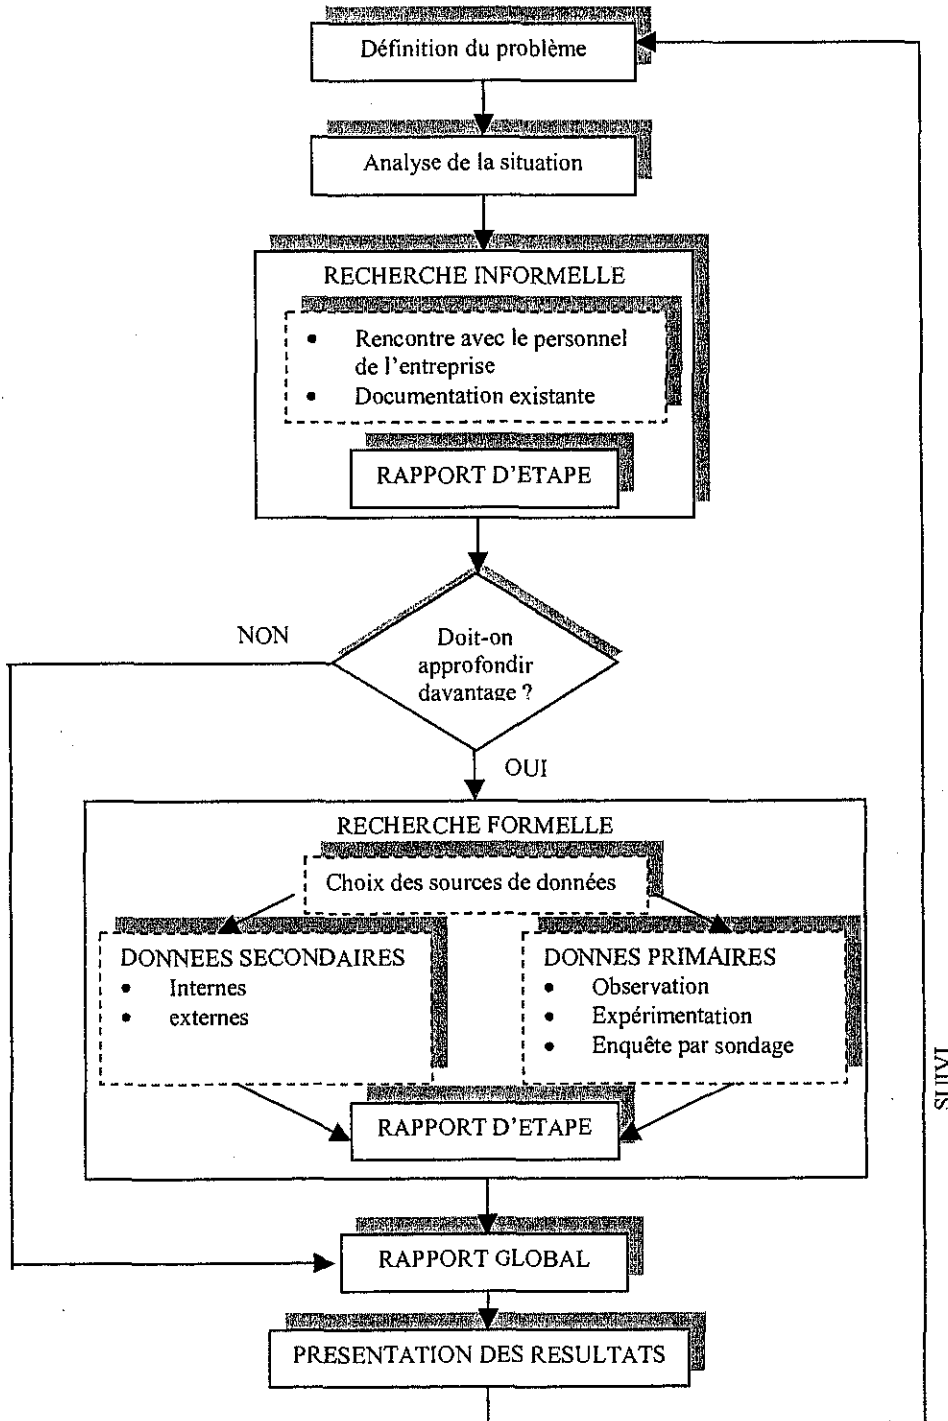 Définition du problème
Analyse de la situation
RECHERCHE INFORMELLE
• Rencontre avec le personnel
de l'entreprise
• Documentation existante
RAPPORT D'ETAPE
NON
Doit-on
approfondir
davantage ?
OUI
RECHERCHE FORMELLE
Choix des sources de données
DONNEES SECONDAIRES
• Internes
• externes
DONNES PRIMAIRES
• Observation
• Expérimentation
• Enquête par sondage
RAPPORT D'ETAPE
SUIVI
RAPPORT GLOBAL
PRESENTATION DES RESULTATS